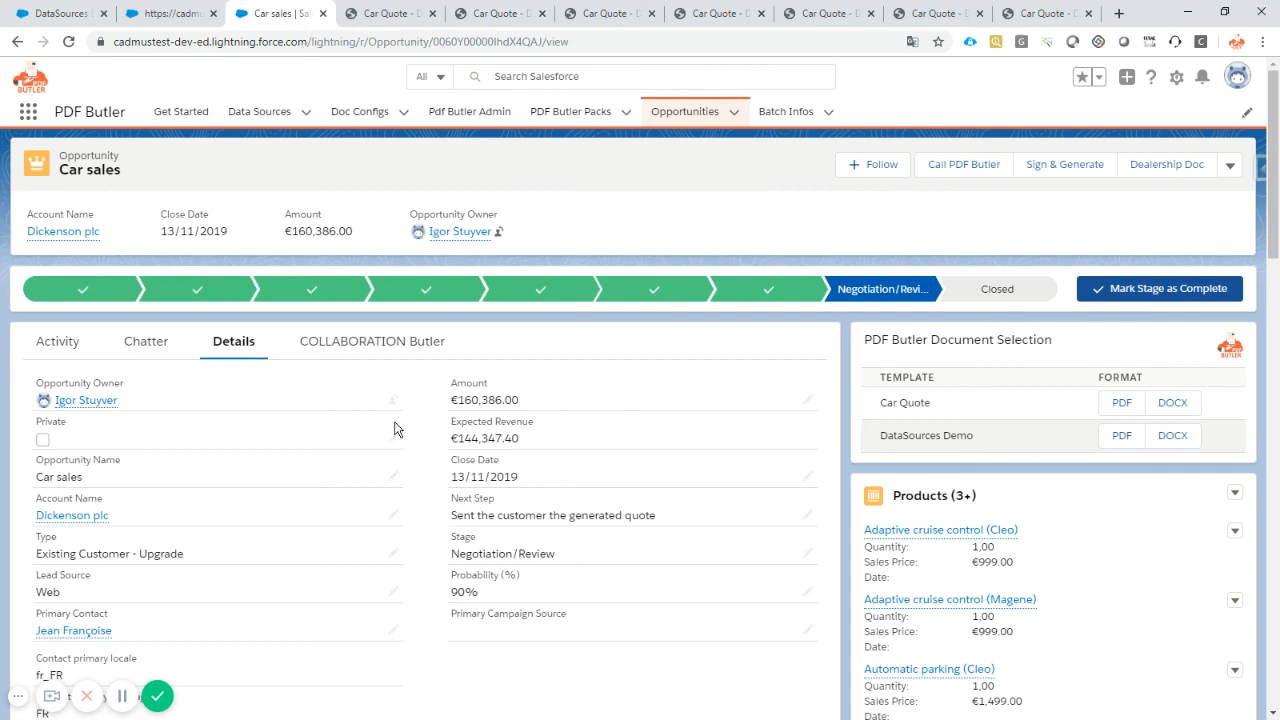 DataSources
https://cadmu
Car sales | Sal
Car Quote - D
Car Quote - D
Car Quote - D
Car Quote - D
Car Quote - D
Car Quote - D
Car Quote - D
cadmustest-dev-ed.lightning.force.com/lightning/r/Opportunity/0060Y00000IhdX4QAJ/view
PDF BUTLER
All
Search Salesforce
PDF Butler
Get Started
Data Sources
Doc Configs
Pdf Butler Admin
PDF Butler Packs
Opportunities
Batch Infos
Opportunity
Car sales
Follow
Call PDF Butler
Sign & Generate
Dealership Doc
Account Name
Close Date
Amount
Opportunity Owner
Dickenson plc
13/11/2019
€160,386.00
Igor Stuyver
Negotiation/Revi...
Closed
Mark Stage as Complete
Activity
Chatter
Details
COLLABORATION Butler
Opportunity Owner
Igor Stuyver
Private
Opportunity Name
Car sales
Account Name
Dickenson plc
Type
Existing Customer - Upgrade
Lead Source
Web
Primary Contact
Jean Françoise
Contact primary locale
fr_FR
FR
Amount
€160,386.00
Expected Revenue
€144,347.40
Close Date
13/11/2019
Next Step
Sent the customer the generated quote
Stage
Negotiation/Review
Probability (%)
90%
Primary Campaign Source
PDF Butler Document Selection
BUTLER
TEMPLATE FORMAT
Car Quote PDF DOCX
DataSources Demo PDF DOCX
Products (3+)
Adaptive cruise control (Cleo)
Quantity: 1,00
Sales Price: €999.00
Date:
Adaptive cruise control (Magene)
Quantity: 1,00
Sales Price: €999.00
Date:
Automatic parking (Cleo)
Quantity: 1,00
Sales Price: €1,499.00
Date: